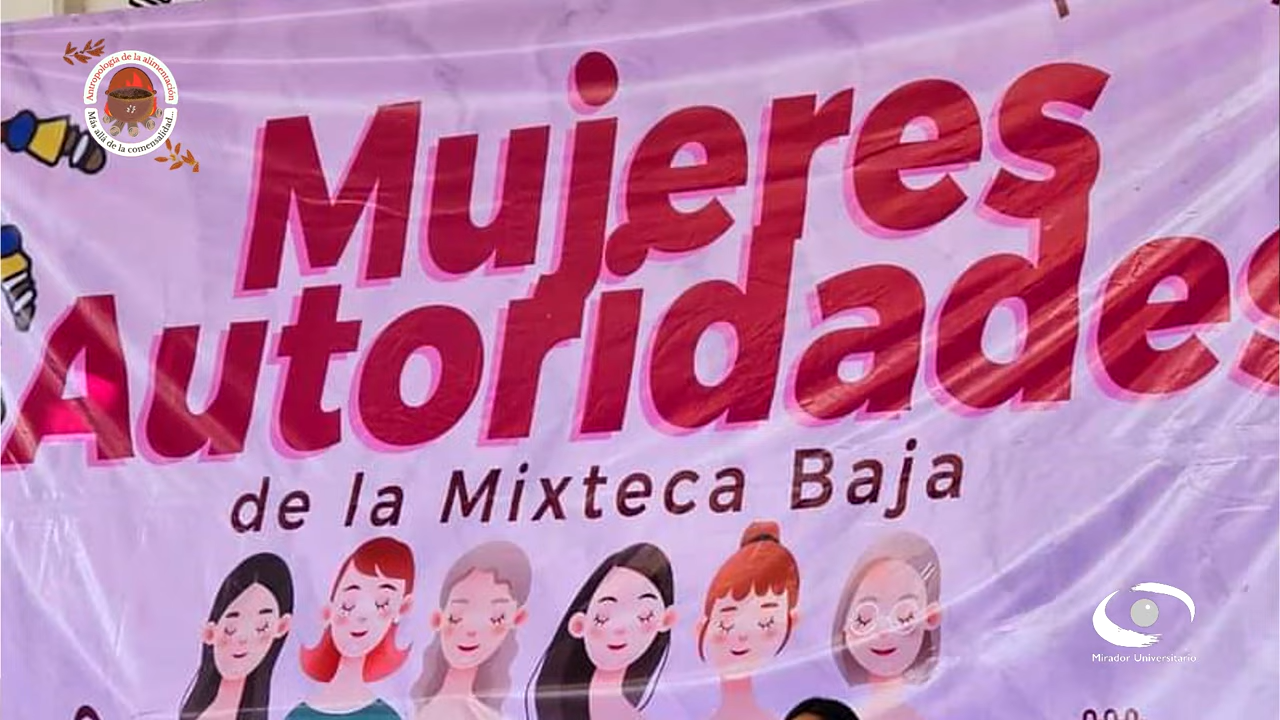 Antropología de la alimentación
Más allá de la comensalidad...
Mujeres
Autoridades
de la Mixteca Baja
Mirador Universitario